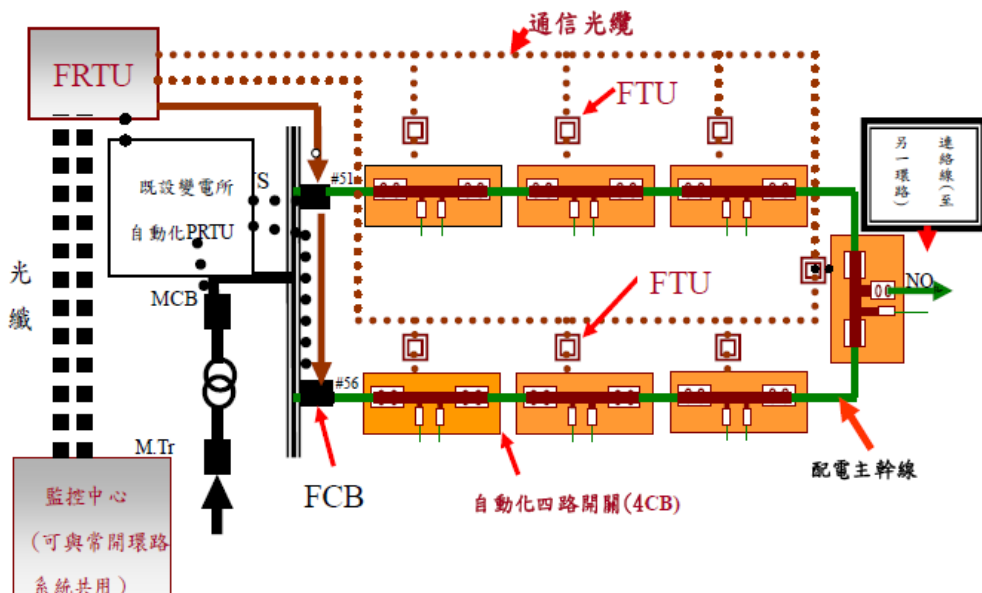 通信光纜
FRTU
FTU
連絡線(至
另一環路)
既設變電所
自動化PRTU
#51
光
纖
MCB
FTU
NO
#56
M.Tr
FCB
配電主幹線
自動化四路開關(4CB)
監控中心
(可與常開環路
系統共用)